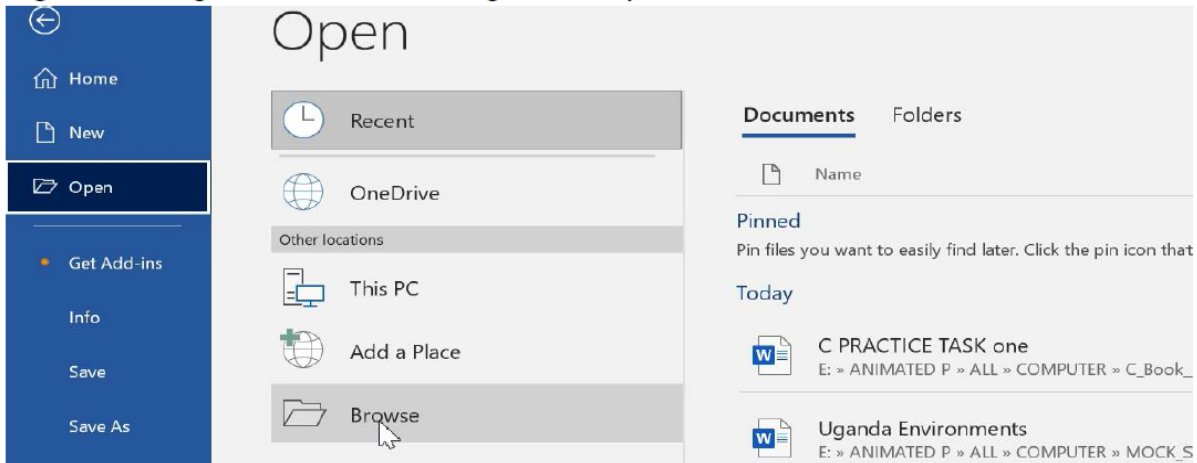 Open
Home
New
Open
Get Add-ins
Info
Save
Save As
Recent
OneDrive
Other locations
This PC
Add a Place
Browse
Documents Folders
Name
Pinned
Pin files you want to easily find later. Click the pin icon that
Today
C PRACTICE TASK one
E: » ANIMATED P » ALL » COMPUTER » C_Book_
Uganda Environments
E: » ANIMATED P » ALL » COMPUTER » MOCK_S